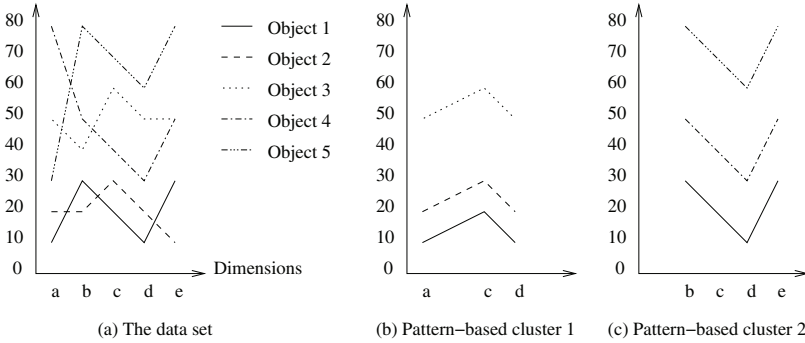 80
70
60
50
40
30
20
10
0
a b c d e
Dimensions
Object 1
Object 2
Object 3
Object 4
Object 5
(a) The data set
80
70
60
50
40
30
20
10
0
a c d
(b) Pattern−based cluster 1
80
70
60
50
40
30
20
10
0
b c d e
(c) Pattern−based cluster 2